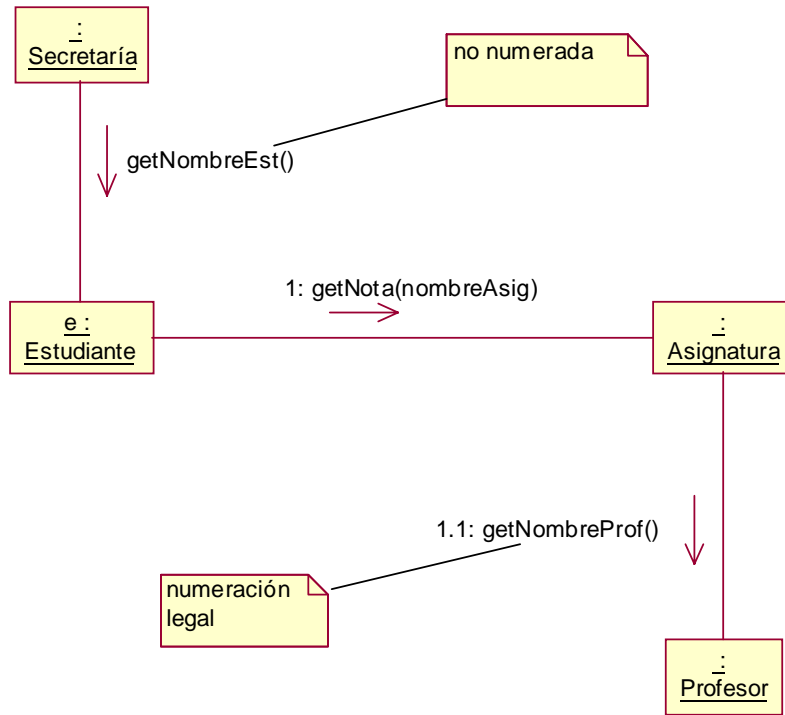 :
Secretaría
no numerada
getNombreEst()
1: getNota(nombreAsig)
e :
Estudiante
:
Asignatura
1.1: getNombreProf()
numeración
legal
:
Profesor